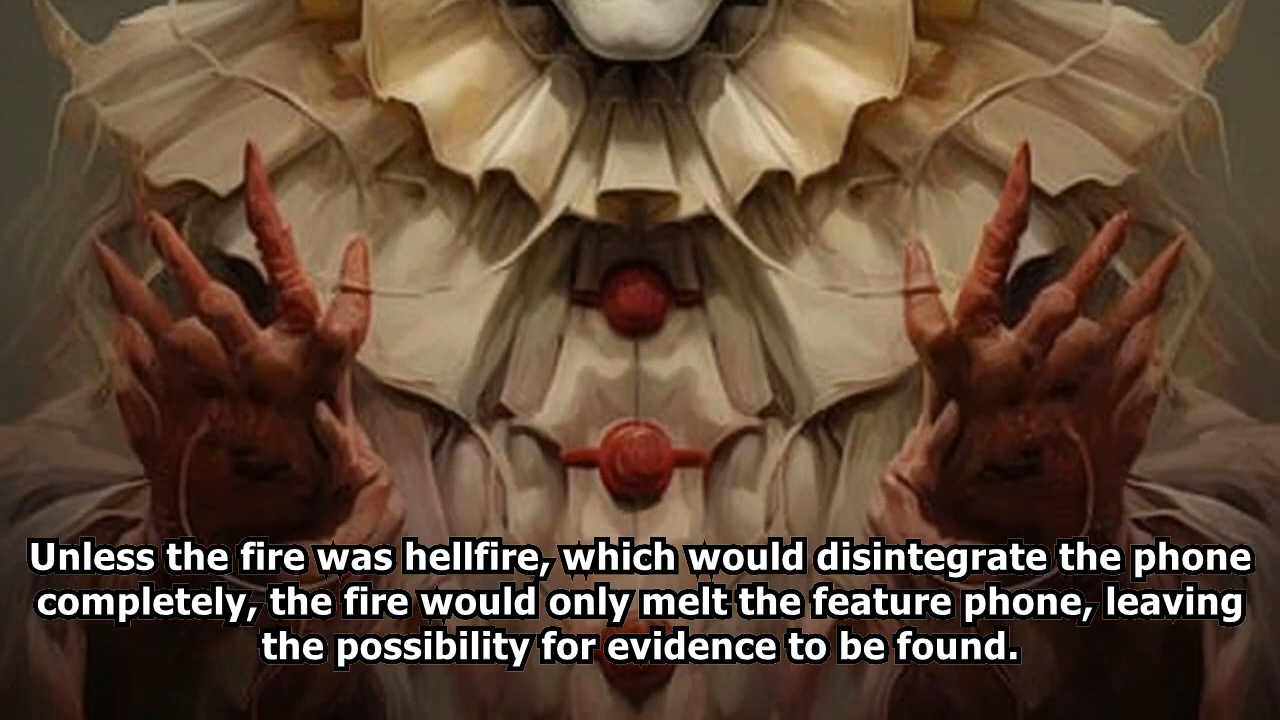 Unless the fire was hellfire, which would disintegrate the phone
completely, the fire would only melt the feature phone, leaving
the possibility for evidence to be found.